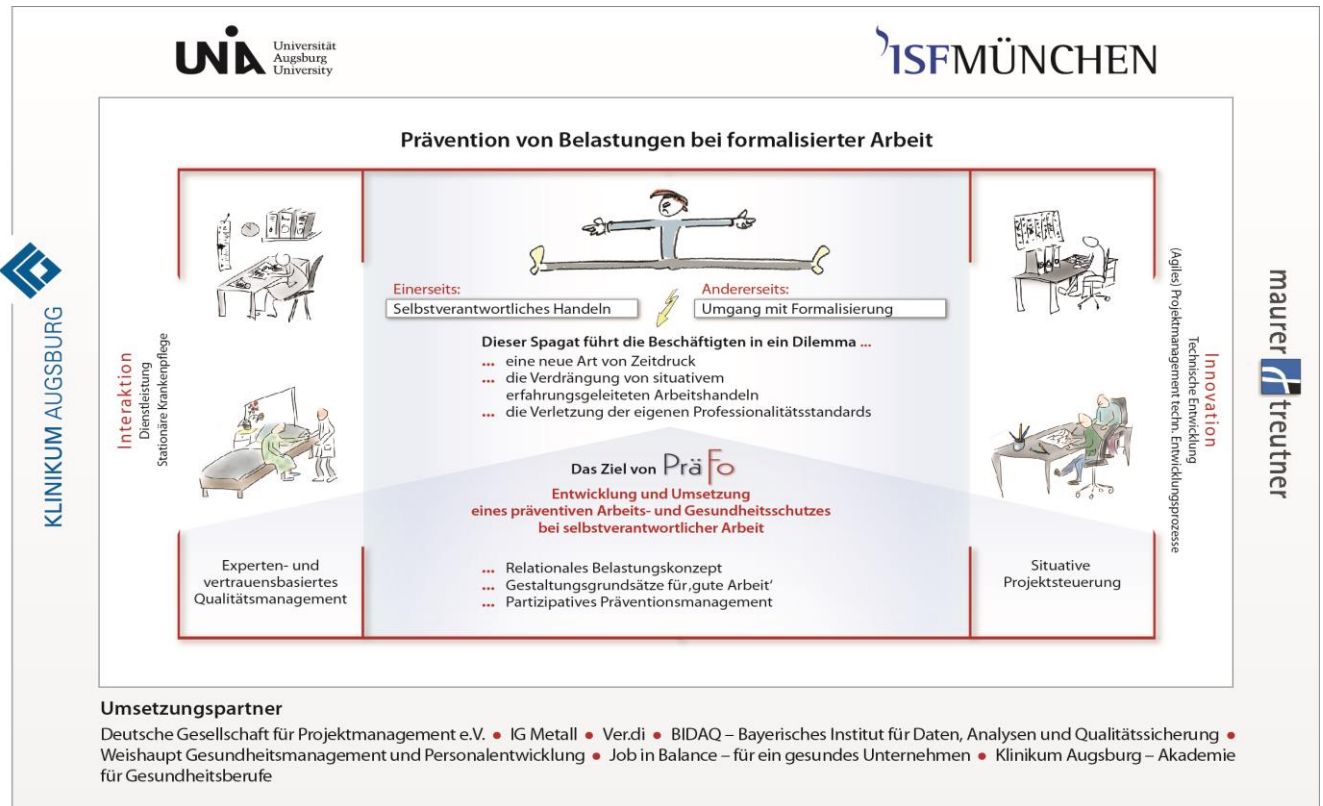 UNIA Universität
Augsburg
University
ISFMÜNCHEN
KLINIKUM AUGSBURG
Prävention von Belastungen bei formalisierter Arbeit
Interaktion
Dienstleistung
Stationäre Krankenpflege
Einerseits:
Selbstverantwortliches Handeln
Andererseits:
Umgang mit Formalisierung
Dieser Spagat führt die Beschäftigten in ein Dilemma ...
... eine neue Art von Zeitdruck
... die Verdrängung von situativem
erfahrungsgeleiteten Arbeitshandeln
... die Verletzung der eigenen Professionalitätsstandards
Das Ziel von PräFo
Entwicklung und Umsetzung
eines präventiven Arbeits- und Gesundheitsschutzes
bei selbstverantwortlicher Arbeit
... Relationales Belastungskonzept
... Gestaltungsgrundsätze für ‚gute Arbeit‘
... Partizipatives Präventionsmanagement
Experten- und
vertrauensbasiertes
Qualitätsmanagement
Situative
Projektsteuerung
Innovation
Technische Entwicklung
(Agiles) Projektmanagement techn. Entwicklungsprozesse
maurer treutner
Umsetzungspartner
Deutsche Gesellschaft für Projektmanagement e.V. ● IG Metall ● Ver.di ● BIDAQ – Bayerisches Institut für Daten, Analysen und Qualitätssicherung ●
Weishaupt Gesundheitsmanagement und Personalentwicklung ● Job in Balance – für ein gesundes Unternehmen ● Klinikum Augsburg – Akademie
für Gesundheitsberufe